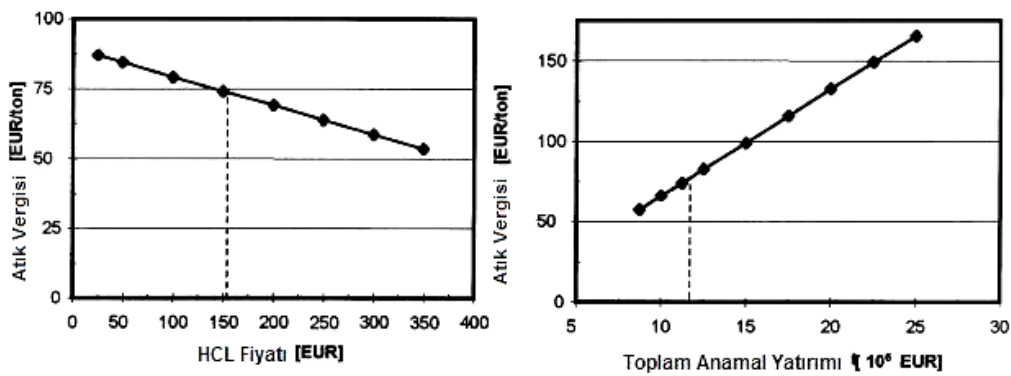 100
75
50
25
0
0 50 100 150 200 250 300 350 400
Atık Vergisi [EUR/ton]
HCL Fiyatı [EUR]
150
100
50
0
5 10 15 20 25 30
Atık Vergisi [EUR/ton]
Toplam Anamal Yatırımı [ 10⁶ EUR]